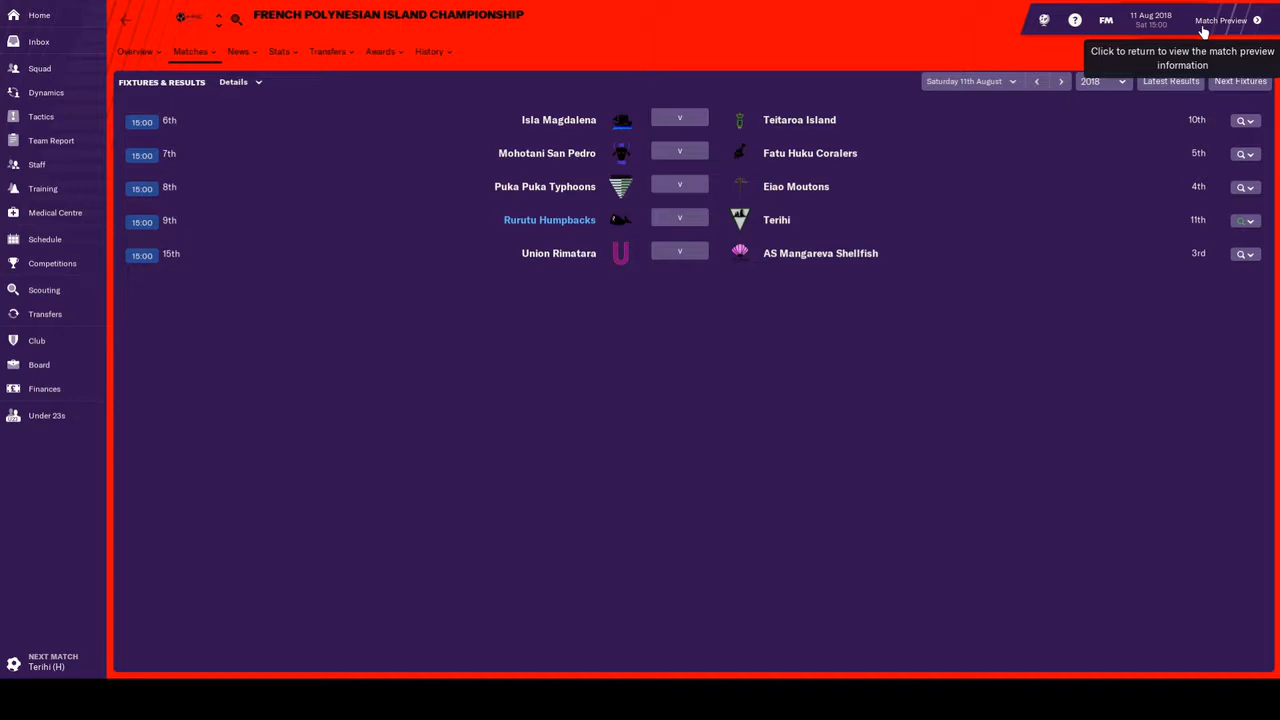 Home
FRENCH POLYNESIAN ISLAND CHAMPIONSHIP
? FM 11 Aug 2018 Match Preview
Sat 15:00
Inbox
Overview Matches News Stats Transfers Awards History
Click to return to view the match preview
information
Squad
FIXTURES & RESULTS Details Saturday 11th August 2018 Latest Results Next Fixtures
Dynamics
Tactics
Team Report
Staff
Training
Medical Centre
Schedule
Competitions
Scouting
Transfers
Club
Board
Finances
Under 23s
15:00 6th Isla Magdalena v Teitaroa Island 10th
15:00 7th Mohotani San Pedro v Fatu Huku Coralers 5th
15:00 8th Puka Puka Typhoons v Eiao Moutons 4th
15:00 9th Rurutu Humpbacks v Terihi 11th
15:00 15th Union Rimatara U v AS Mangareva Shellfish 3rd
NEXT MATCH
Terihi (H)